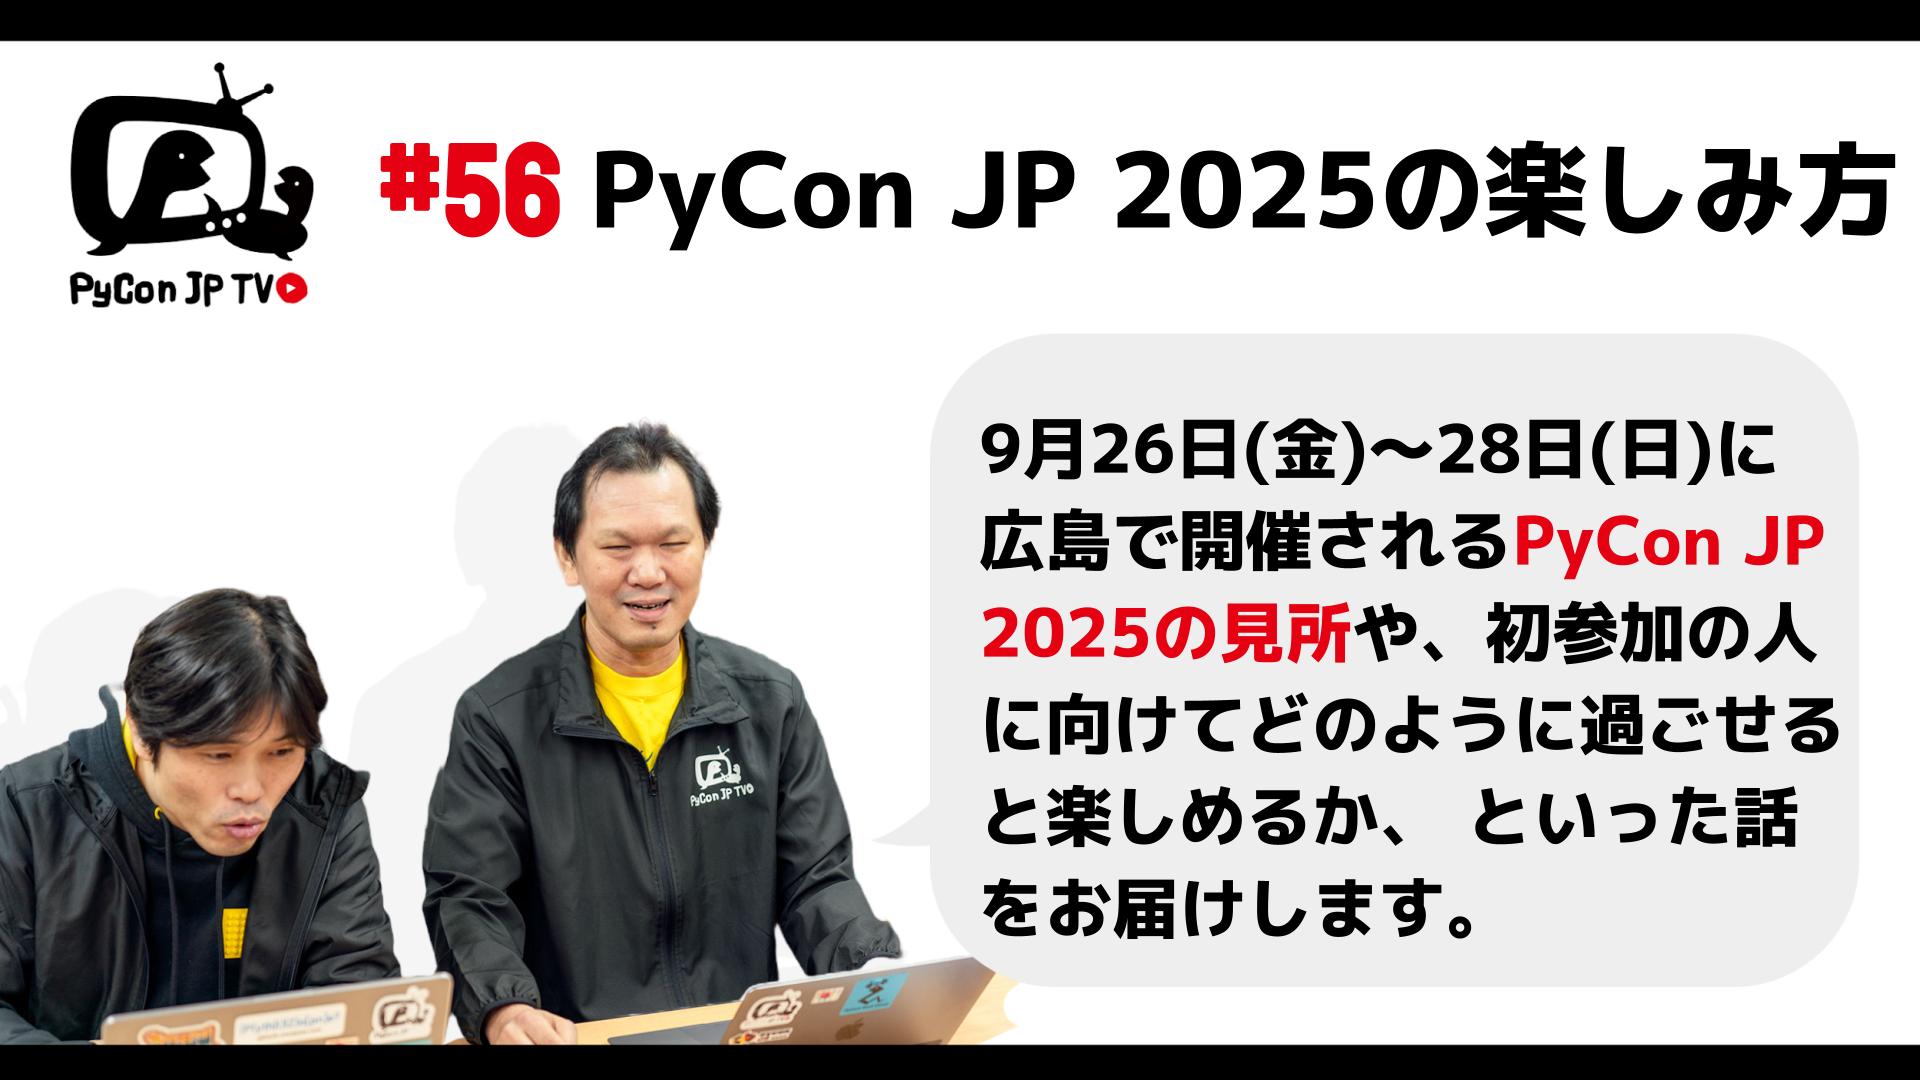 #56 PyCon JP 2025の楽しみ方
PyCon JP TV
9月26日(金)〜28日(日)に
広島で開催されるPyCon JP
2025の見所や、初参加の人
に向けてどのように過ごせる
と楽しめるか、 といった話
をお届けします。
PyCon JP TV